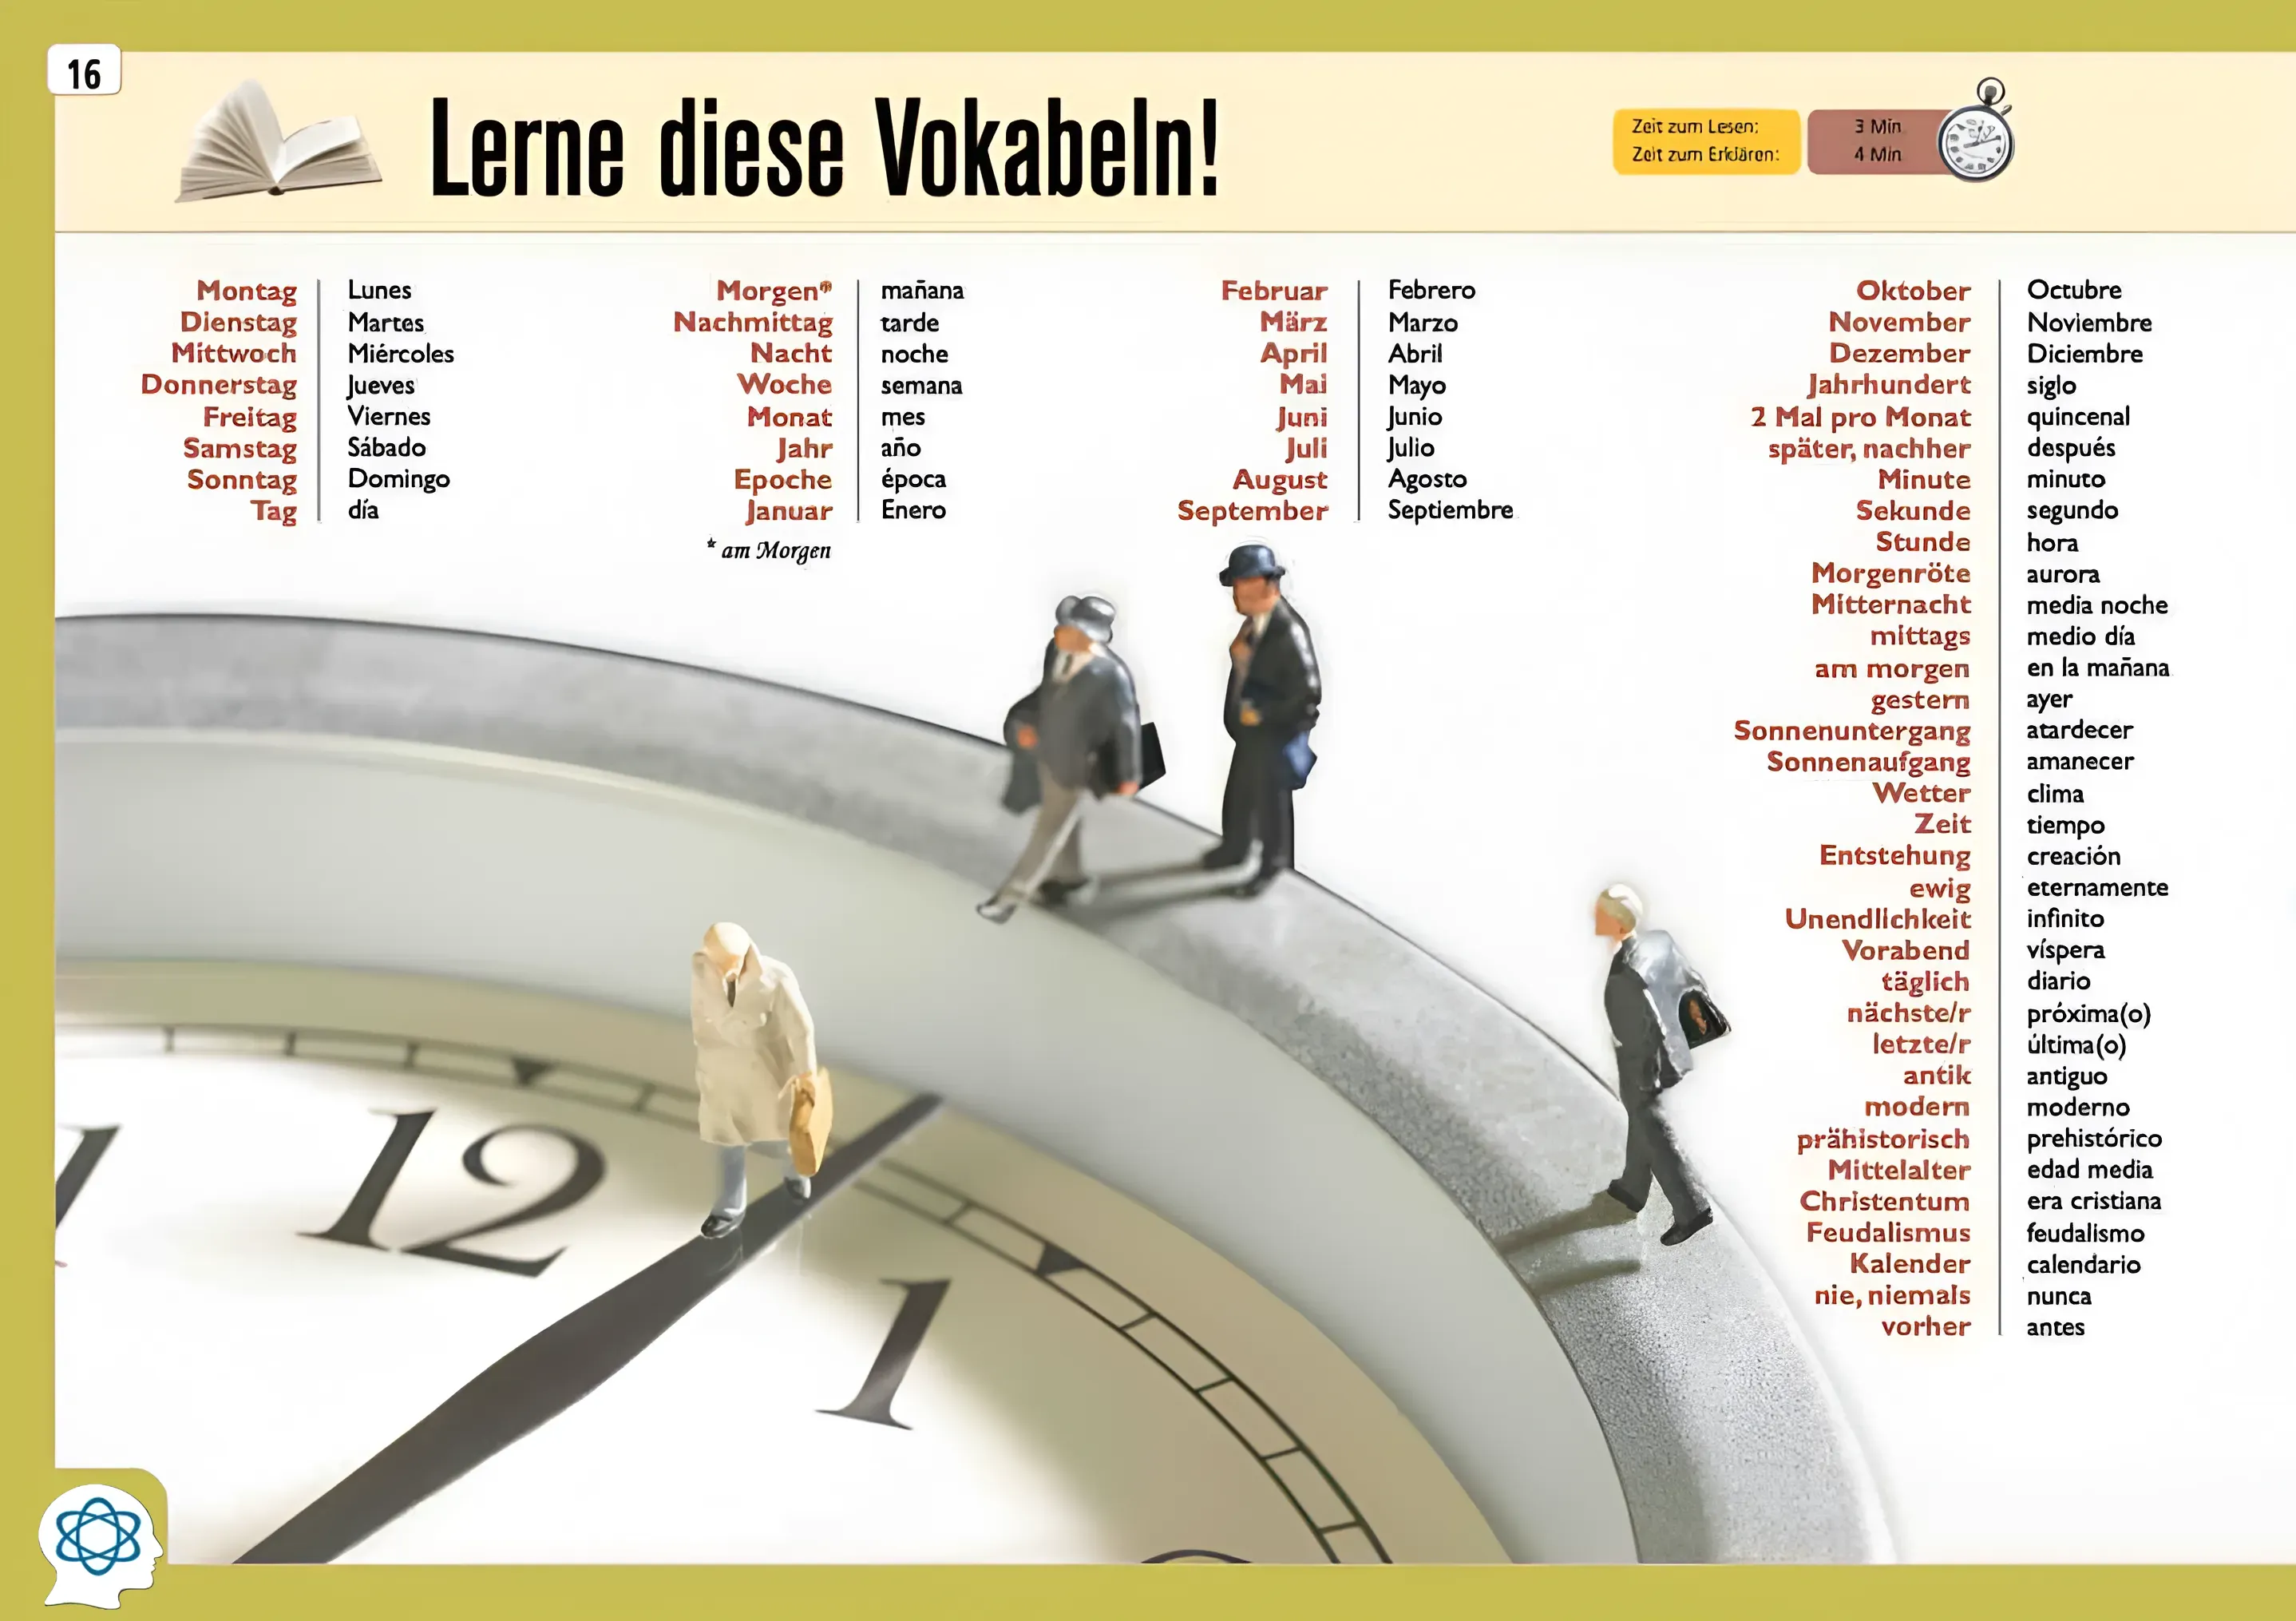 16
Lerne diese Vokabeln!
Zeit zum Lesen: 3 Min
Zeit zum Erklären: 4 Min
Montag Lunes
Dienstag Martes
Mittwoch Miércoles
Donnerstag Jueves
Freitag Viernes
Samstag Sábado
Sonntag Domingo
Tag día
Morgen* mañana
Nachmittag tarde
Nacht noche
Woche semana
Monat mes
Jahr año
Epoche época
Januar Enero
* am Morgen
Februar Febrero
März Marzo
April Abril
Mai Mayo
Juni Junio
Juli Julio
August Agosto
September Septiembre
Oktober Octubre
November Noviembre
Dezember Diciembre
Jahrhundert siglo
2 Mal pro Monat quincenal
später, nachher después
Minute minuto
Sekunde segundo
Stunde hora
Morgenröte aurora
Mitternacht media noche
mittags medio día
am morgen en la mañana
gestern ayer
Sonnenuntergang atardecer
Sonnenaufgang amanecer
Wetter clima
Zeit tiempo
Entstehung creación
ewig eternamente
Unendlichkeit infinito
Vorabend víspera
täglich diario
nächste/r próxima(o)
letzte/r última(o)
antik antiguo
modern moderno
prähistorisch prehistórico
Mittelalter edad media
Christentum era cristiana
Feudalismus feudalismo
Kalender calendario
nie, niemals nunca
vorher antes
12
1